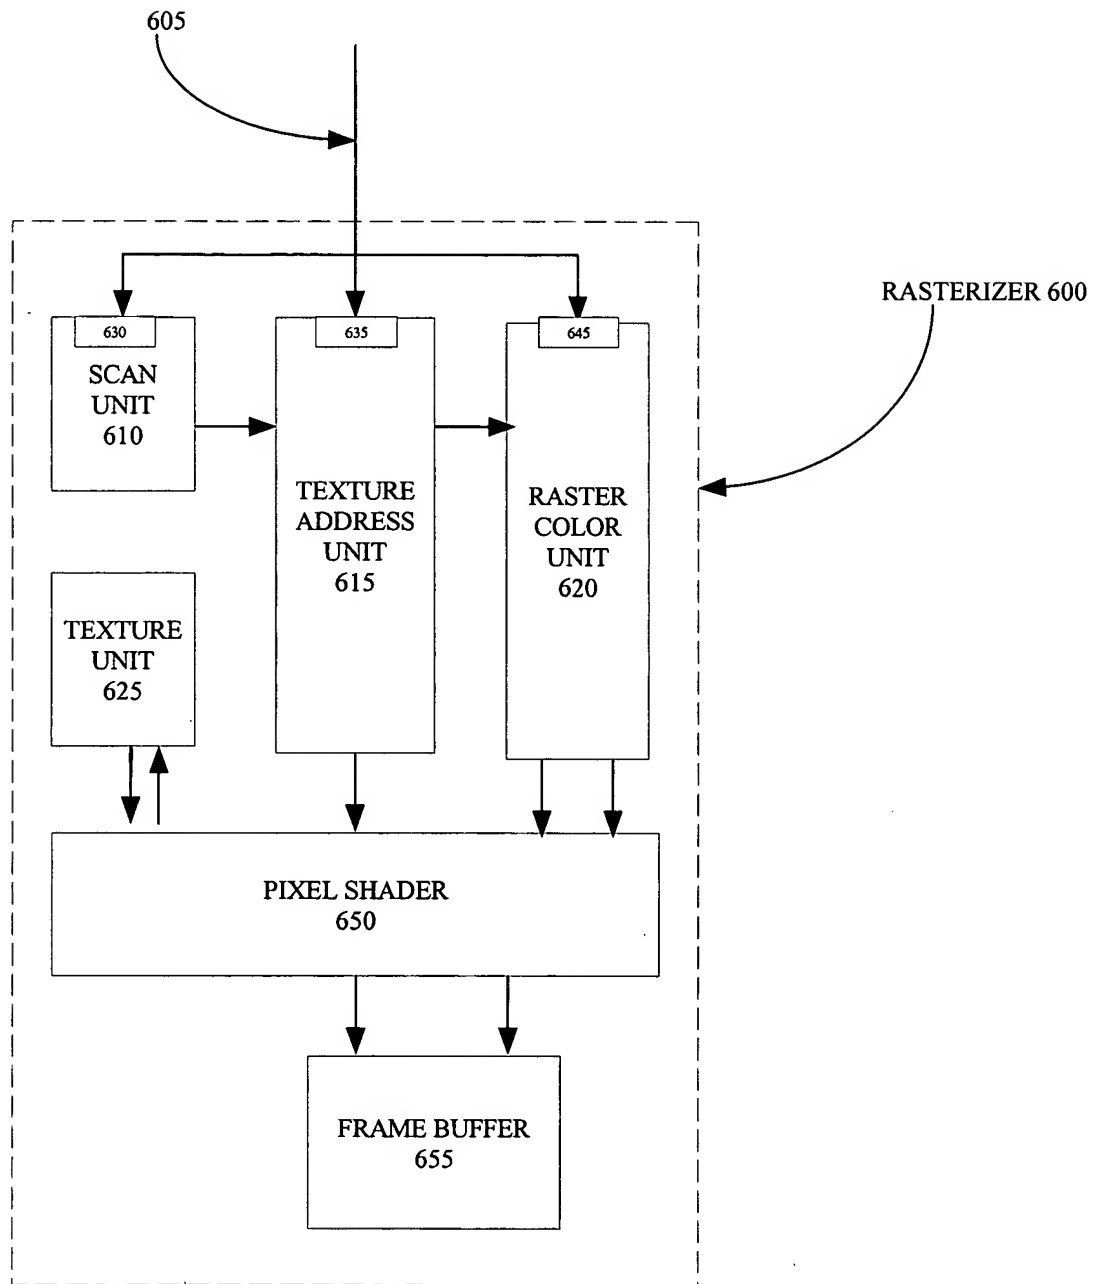 605
RASTERIZER 600
630
635
645
SCAN
UNIT
610
TEXTURE
ADDRESS
UNIT
615
RASTER
COLOR
UNIT
620
TEXTURE
UNIT
625
PIXEL SHADER
650
FRAME BUFFER
655